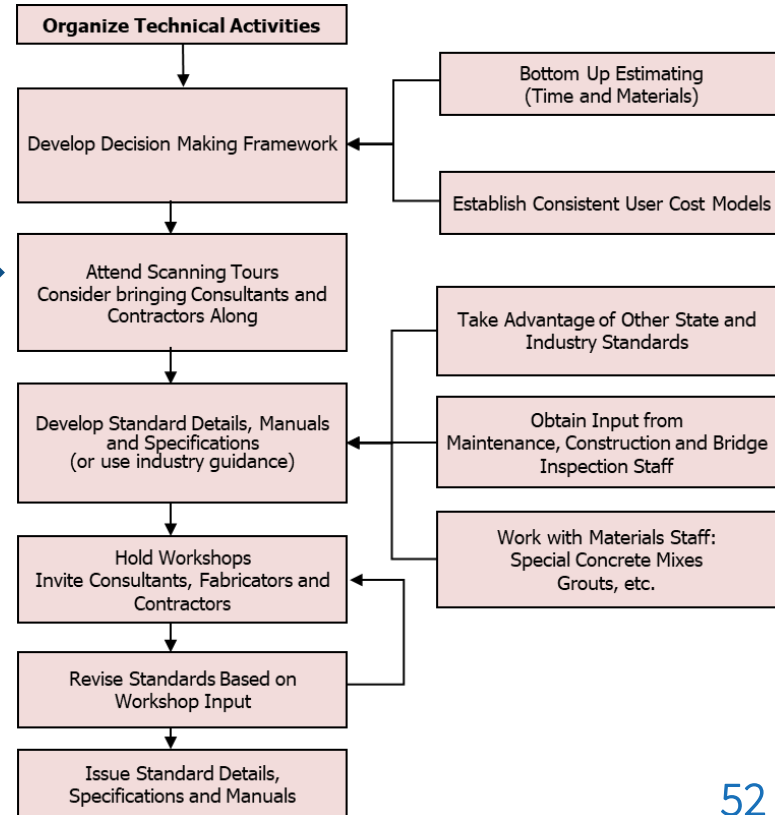 Organize Technical Activities
Bottom Up Estimating
(Time and Materials)
Develop Decision Making Framework
Establish Consistent User Cost Models
Attend Scanning Tours
Consider bringing Consultants and
Contractors Along
Take Advantage of Other State and
Industry Standards
Develop Standard Details, Manuals
and Specifications
(or use industry guidance)
Obtain Input from
Maintenance, Construction and Bridge
Inspection Staff
Work with Materials Staff:
Special Concrete Mixes
Grouts, etc.
Hold Workshops
Invite Consultants, Fabricators and
Contractors
Revise Standards Based on
Workshop Input
Issue Standard Details,
Specifications and Manuals
52